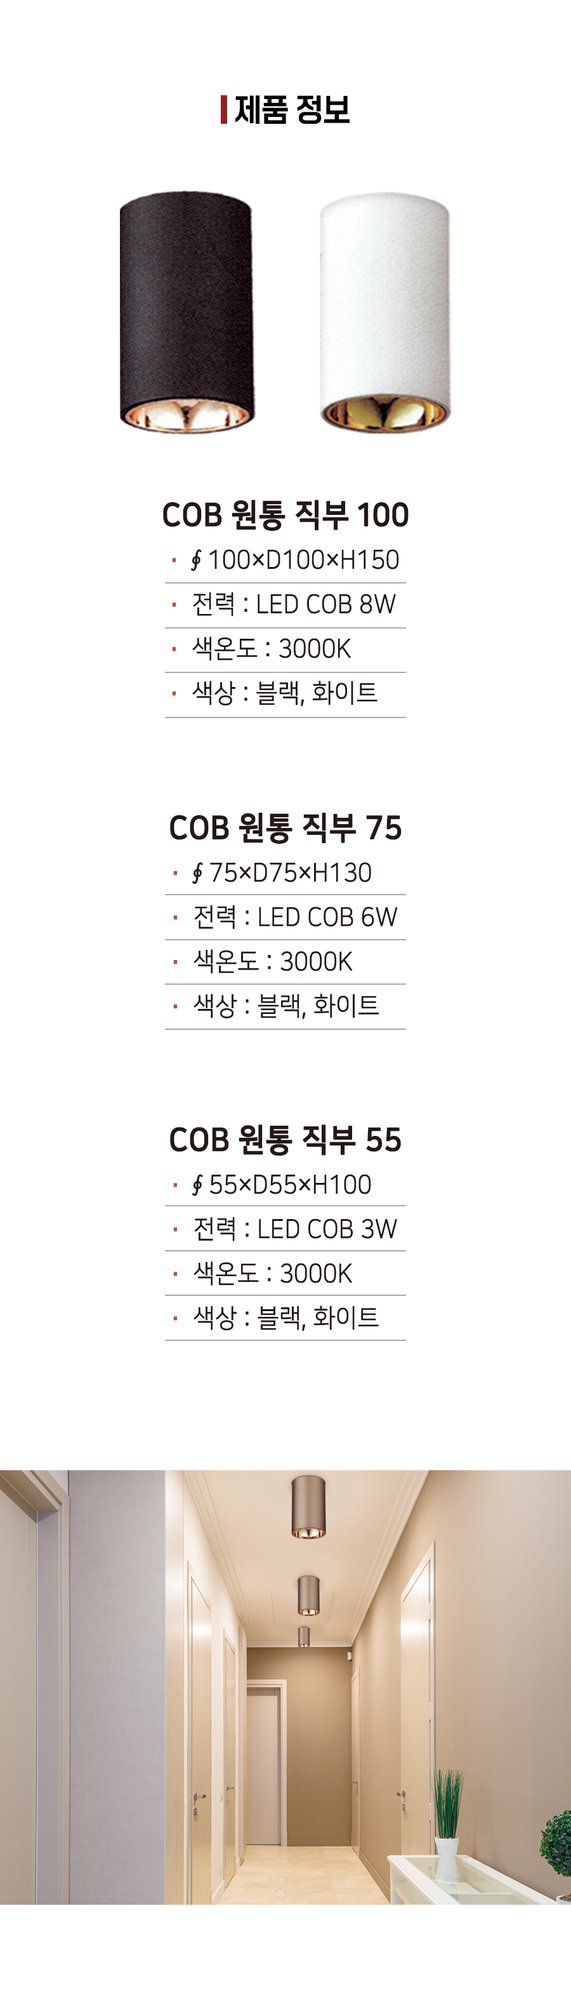 제품 정보
COB 원통 직부 100
· ∮ 100×D100×H150
· 전력 : LED COB 8W
· 색온도 : 3000K
· 색상 : 블랙, 화이트
COB 원통 직부 75
· ∮ 75×D75×H130
· 전력 : LED COB 6W
· 색온도 : 3000K
· 색상 : 블랙, 화이트
COB 원통 직부 55
· ∮ 55×D55×H100
· 전력 : LED COB 3W
· 색온도 : 3000K
· 색상 : 블랙, 화이트